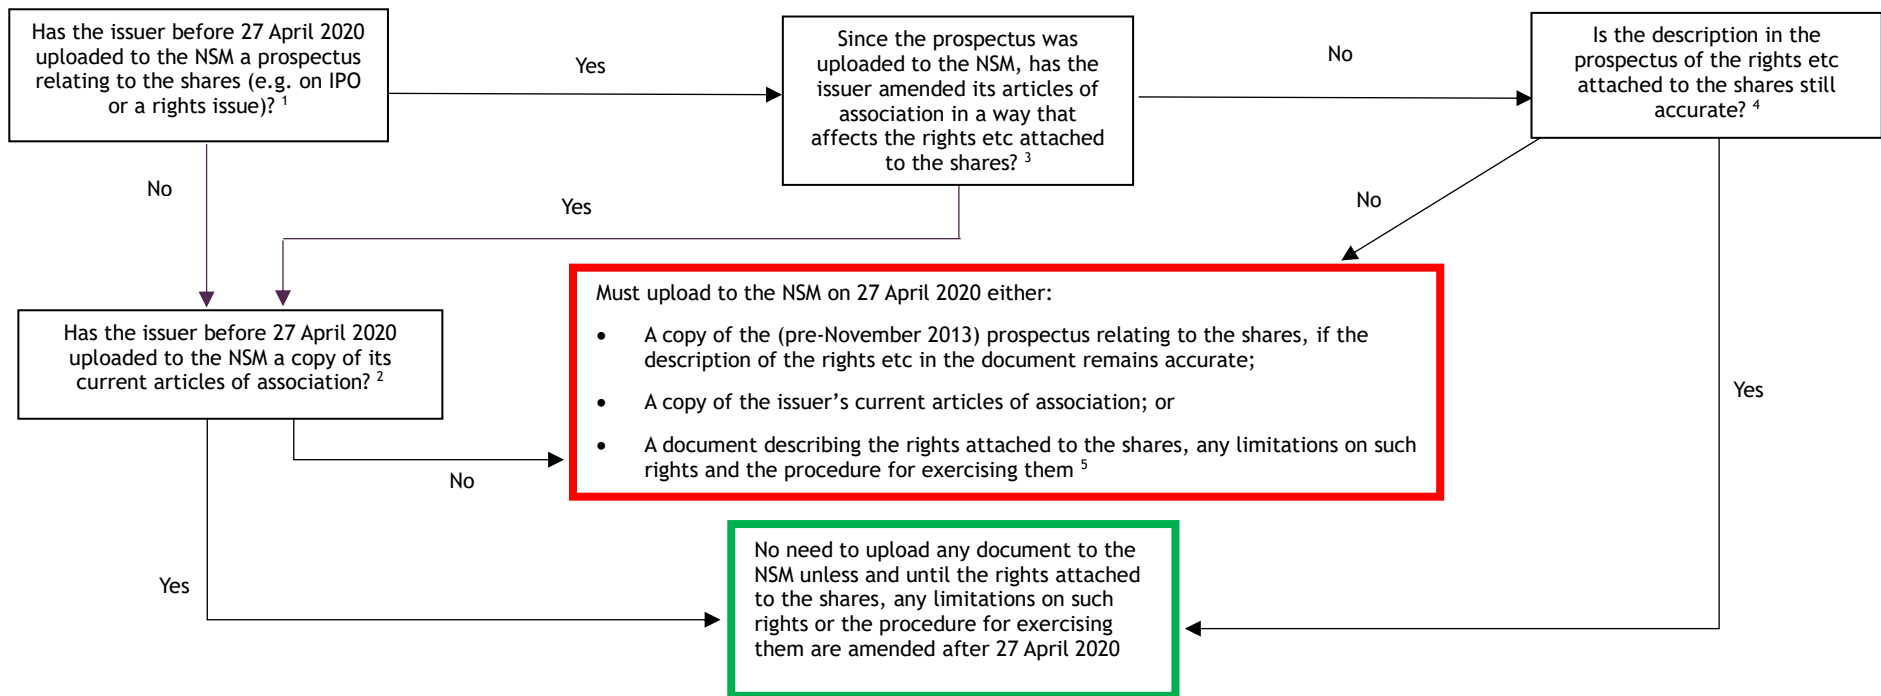 Has the issuer before 27 April 2020
uploaded to the NSM a prospectus
relating to the shares (e.g. on IPO
or a rights issue)? 1
Yes
Since the prospectus was
uploaded to the NSM, has the
issuer amended its articles of
association in a way that
affects the rights etc attached
to the shares? 3
No
Is the description in the
prospectus of the rights etc
attached to the shares still
accurate? 4
No
Yes
No
Has the issuer before 27 April 2020
uploaded to the NSM a copy of its
current articles of association? 2
Must upload to the NSM on 27 April 2020 either:
• A copy of the (pre-November 2013) prospectus relating to the shares, if the
description of the rights etc in the document remains accurate;
• A copy of the issuer’s current articles of association; or
• A document describing the rights attached to the shares, any limitations on such
rights and the procedure for exercising them 5
Yes
No
Yes
No need to upload any document to the
NSM unless and until the rights attached
to the shares, any limitations on such
rights or the procedure for exercising
them are amended after 27 April 2020